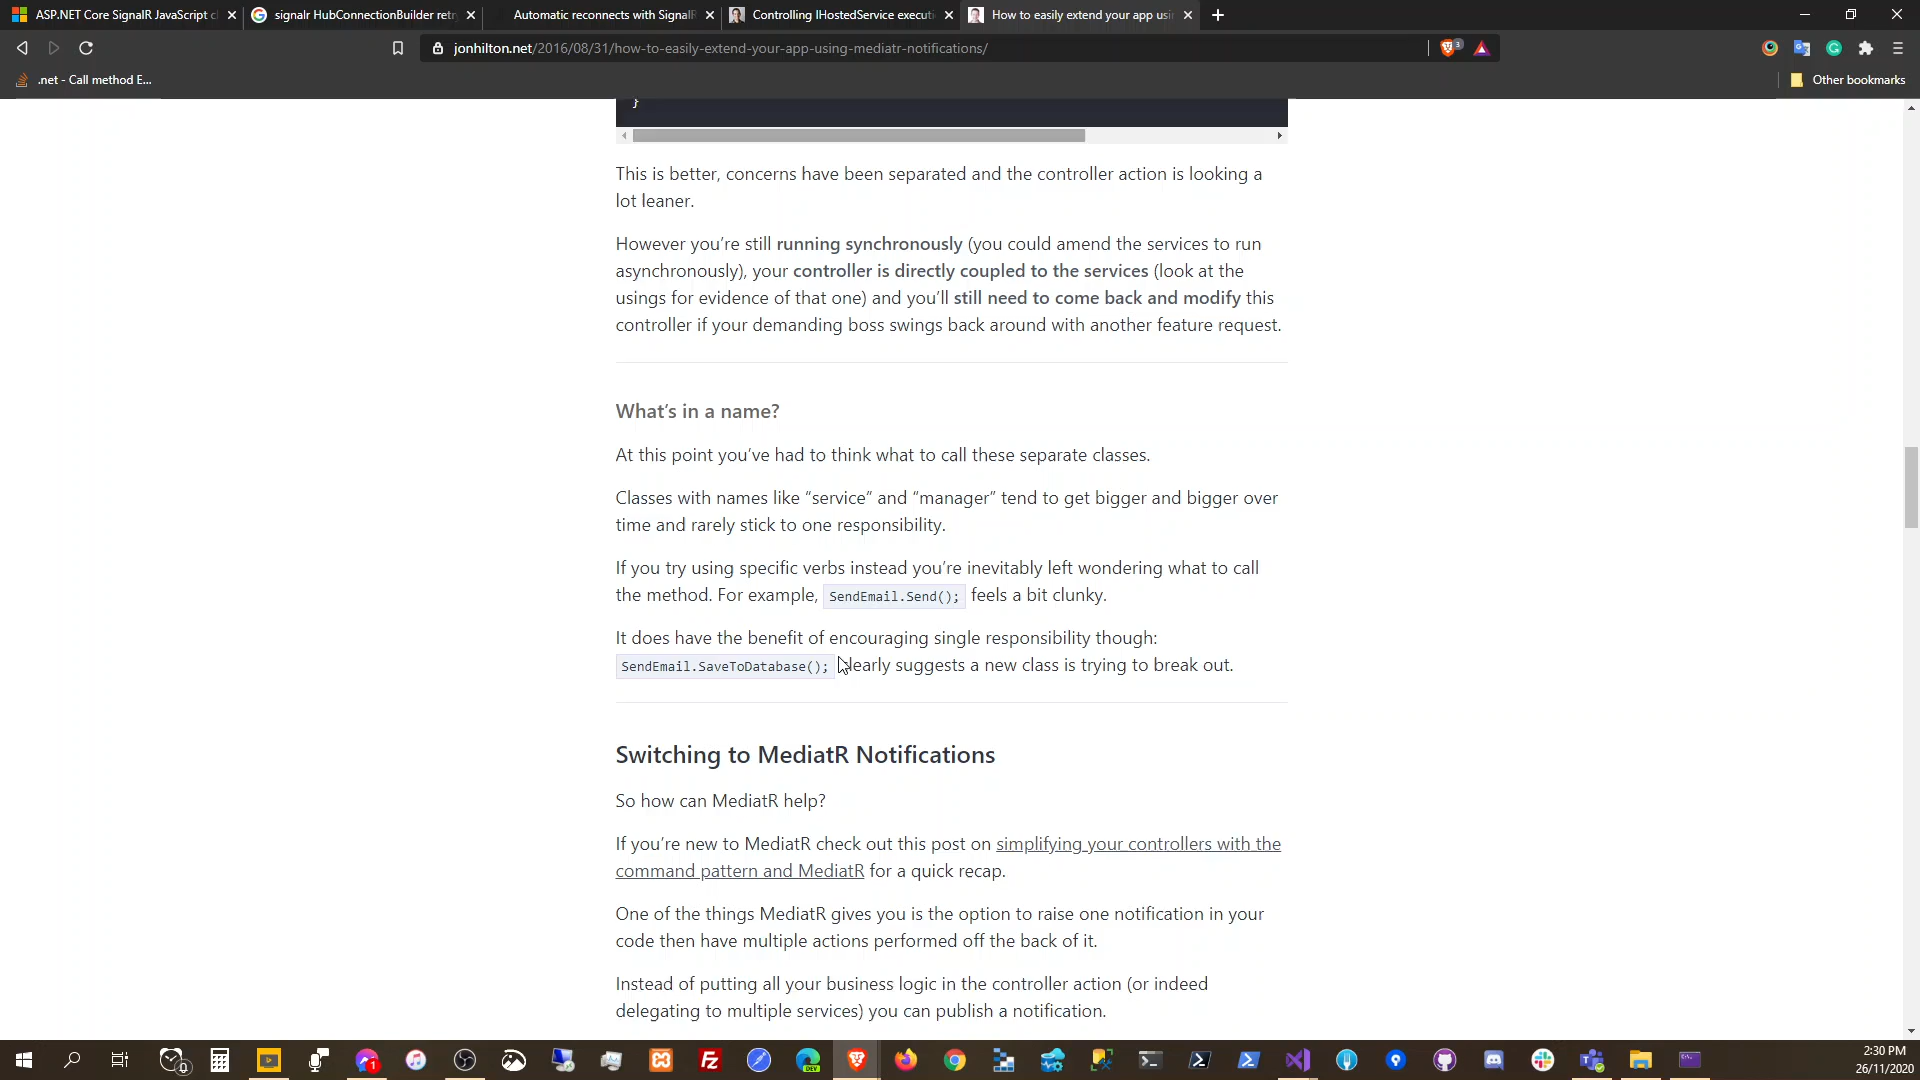 ASP.NET Core SignalR JavaScript c
signalr HubConnectionBuilder retr
Automatic reconnects with SignalR
Controlling IHostedService executi
How to easily extend your app usi
jonhilton.net/2016/08/31/how-to-easily-extend-your-app-using-mediatr-notifications/
3
.net - Call method E...
Other bookmarks
}
This is better, concerns have been separated and the controller action is looking a
lot leaner.
However you're still running synchronously (you could amend the services to run
asynchronously), your controller is directly coupled to the services (look at the
usings for evidence of that one) and you'll still need to come back and modify this
controller if your demanding boss swings back around with another feature request.
What's in a name?
At this point you've had to think what to call these separate classes.
Classes with names like “service” and “manager” tend to get bigger and bigger over
time and rarely stick to one responsibility.
If you try using specific verbs instead you're inevitably left wondering what to call
the method. For example, SendEmail.Send(); feels a bit clunky.
It does have the benefit of encouraging single responsibility though:
SendEmail.SaveToDatabase(); clearly suggests a new class is trying to break out.
Switching to MediatR Notifications
So how can MediatR help?
If you're new to MediatR check out this post on simplifying your controllers with the
command pattern and MediatR for a quick recap.
One of the things MediatR gives you is the option to raise one notification in your
code then have multiple actions performed off the back of it.
Instead of putting all your business logic in the controller action (or indeed
delegating to multiple services) you can publish a notification.
1
DEV
2:30 PM
26/11/2020